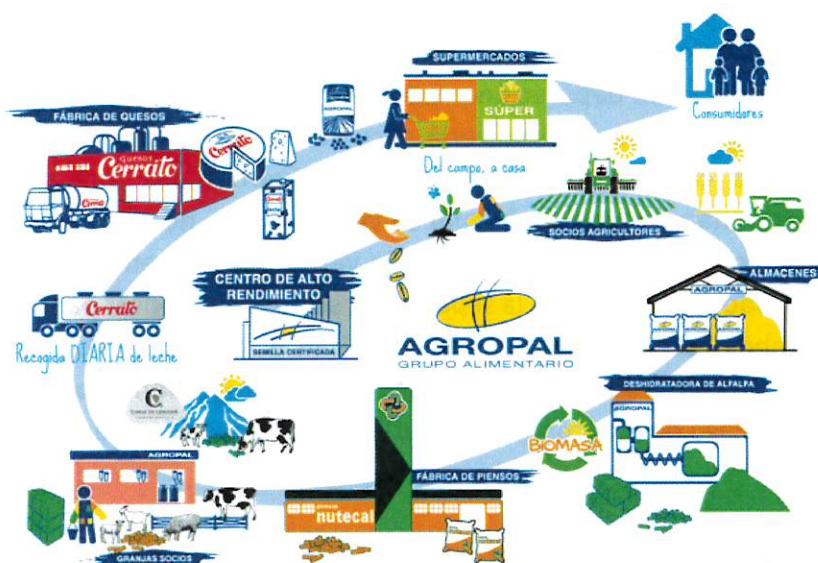 SUPERMERCADOS
FÁBRICA DE QUESOS
AGROPAL
SÚPER
Consumidores
Quesos
Cerrato
Cerrato
Cerrato
Del campo, a casa
SOCIOS AGRICULTORES
CENTRO DE ALTO
RENDIMIENTO
ALMACENES
AGROPAL
Cerrato
Recogida DIARIA de leche
SEMILLA CERTIFICADA
AGROPAL
GRUPO ALIMENTARIO
DESHIDRATADORA DE ALFALFA
AGROPAL
BIOMASA
AGROPAL
FÁBRICA DE PIENSOS
nutecal
GRANJAS SOCIOS